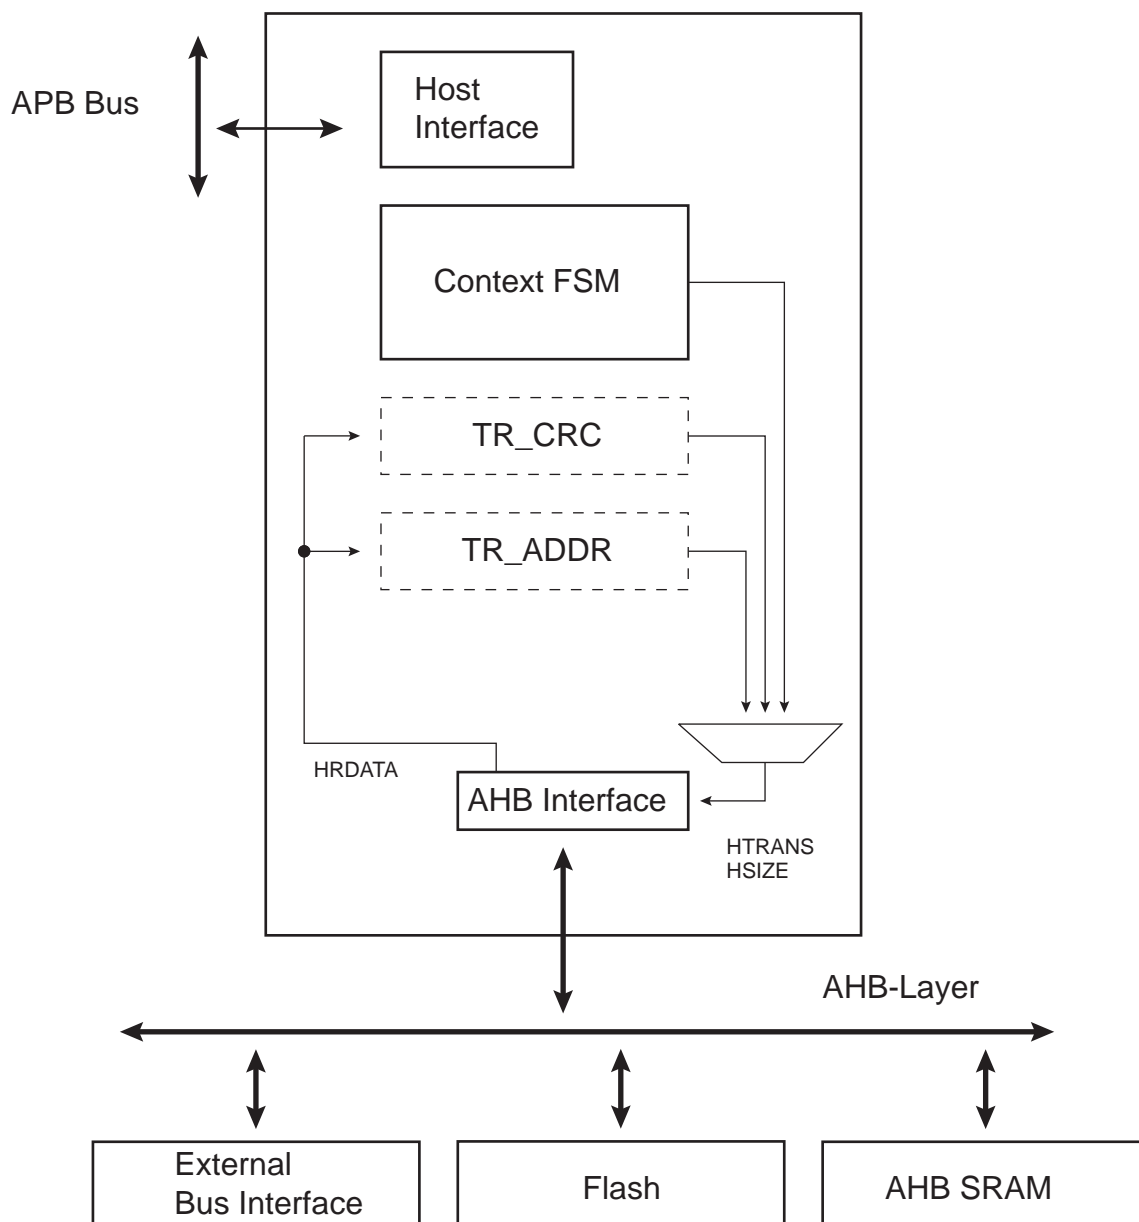 APB Bus
Host
Interface
Context FSM
TR_CRC
TR_ADDR
HRDATA
AHB Interface
HTRANS
HSIZE
AHB-Layer
External
Bus Interface
Flash
AHB SRAM